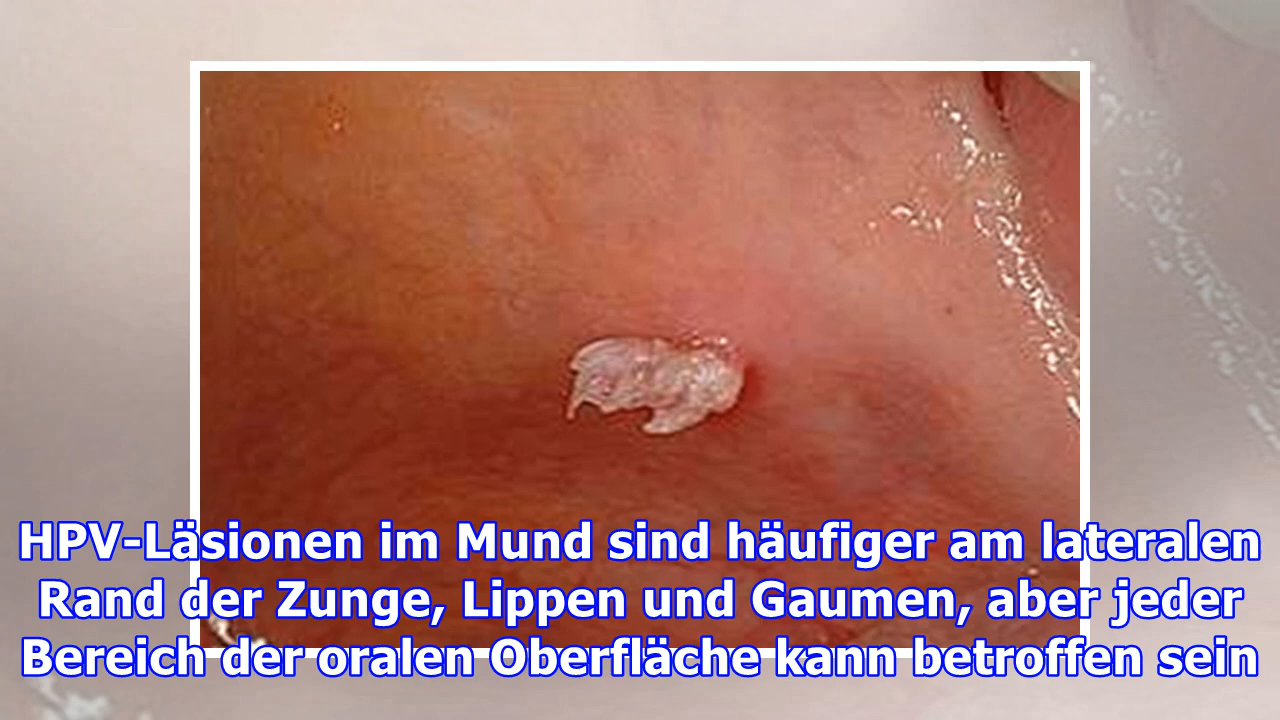 HPV-Läsionen im Mund sind häufiger am lateralen
Rand der Zunge, Lippen und Gaumen, aber jeder
Bereich der oralen Oberfläche kann betroffen sein